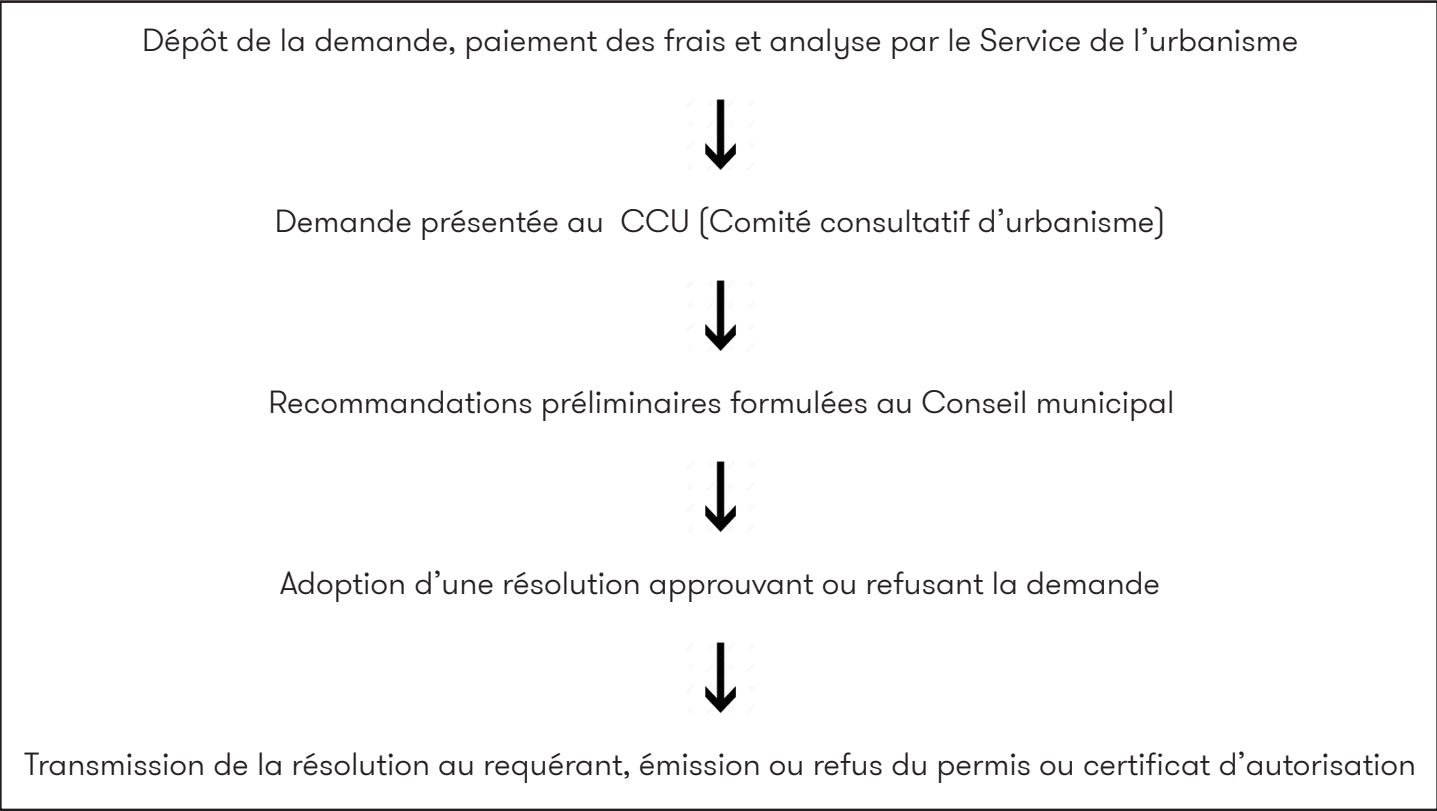 Dépôt de la demande, paiement des frais et analyse par le Service de l’urbanisme
Demande présentée au  CCU (Comité consultatif d’urbanisme)
Recommandations préliminaires formulées au Conseil municipal
Adoption d’une résolution approuvant ou refusant la demande
Transmission de la résolution au requérant, émission ou refus du permis ou certificat d’autorisation